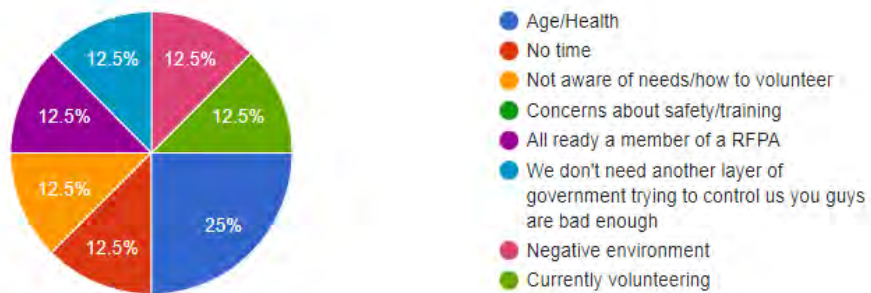 12.5%
12.5%
12.5%
12.5%
12.5%
12.5%
25%
Age/Health
No time
Not aware of needs/how to volunteer
Concerns about safety/training
All ready a member of a RFPA
We don't need another layer of
government trying to control us you guys
are bad enough
Negative environment
Currently volunteering